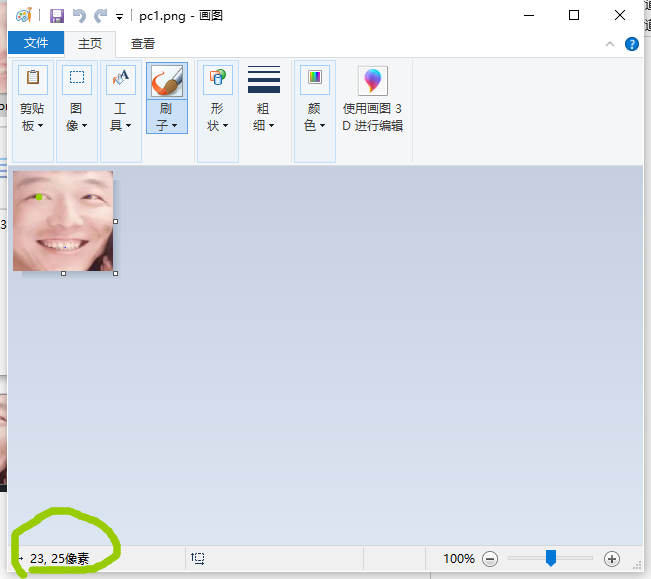 pc1.png - 画图
文件 主页 查看
剪贴板 图像 工具 刷子 形状 粗细 颜色 使用画图 3D 进行编辑
23, 25像素 100%